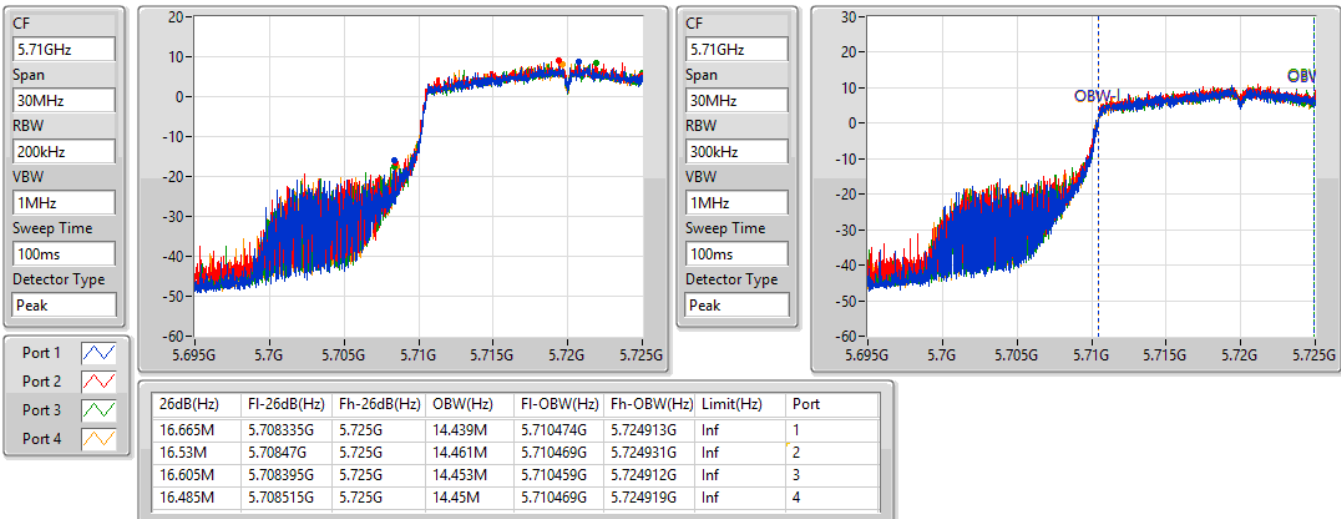 CF
5.71GHz
Span
30MHz
RBW
200kHz
VBW
1MHz
Sweep Time
100ms
Detector Type
Peak
20
10
0
-10
-20
-30
-40
-50
-60
5.695G 5.7G 5.705G 5.71G 5.715G 5.72G 5.725G
CF
5.71GHz
Span
30MHz
RBW
300kHz
VBW
1MHz
Sweep Time
100ms
Detector Type
Peak
30
20
10
0
-10
-20
-30
-40
-50
-60
OBW-l
OBW
5.695G 5.7G 5.705G 5.71G 5.715G 5.72G 5.725G
Port 1
Port 2
Port 3
Port 4
26dB(Hz) Fl-26dB(Hz) Fh-26dB(Hz) OBW(Hz) Fl-OBW(Hz) Fh-OBW(Hz) Limit(Hz) Port
16.665M 5.708335G 5.725G 14.439M 5.710474G 5.724913G Inf 1
16.53M 5.70847G 5.725G 14.461M 5.710469G 5.724931G Inf 2
16.605M 5.708395G 5.725G 14.453M 5.710459G 5.724912G Inf 3
16.485M 5.708515G 5.725G 14.45M 5.710469G 5.724919G Inf 4